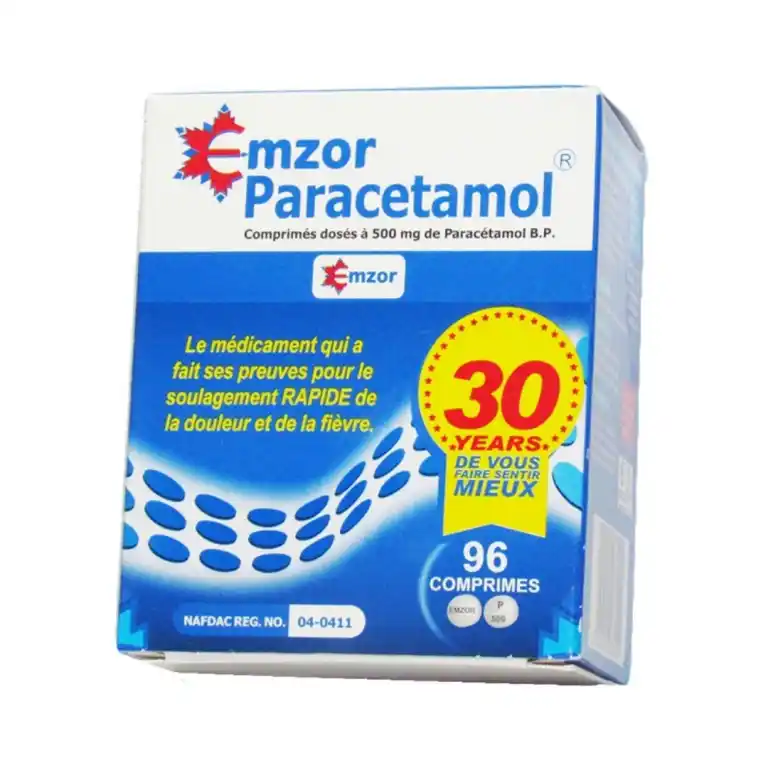 Emzor
Paracetamol®
Comprimés dosés à 500 mg de Paracétamol B.P.
Emzor
Le médicament qui a
fait ses preuves pour le
soulagement RAPIDE de
la douleur et de la fièvre.
30
YEARS
DE VOUS
FAIRE SENTIR
MIEUX
96
COMPRIMES
EMZOR
P
500
NAFDAC REG. NO. 04-0411